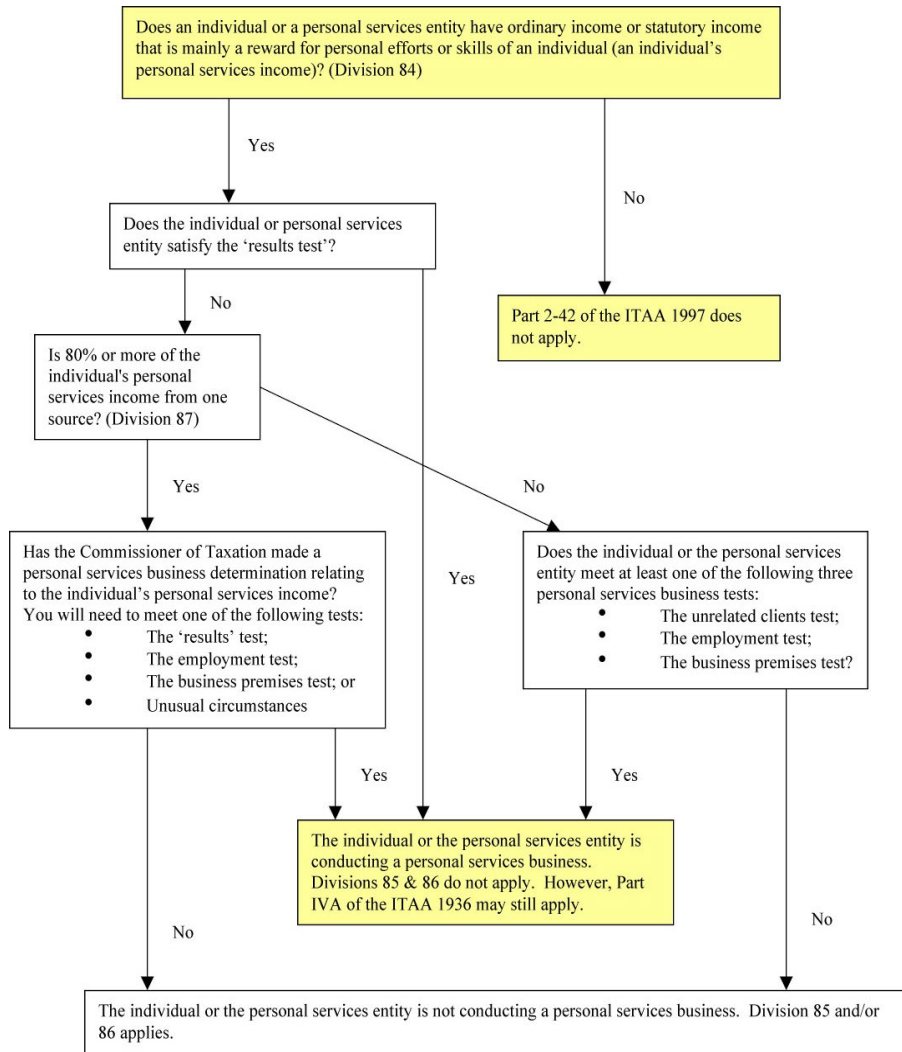 Does an individual or a personal services entity have ordinary income or statutory income
that is mainly a reward for personal efforts or skills of an individual (an individual's
personal services income)? (Division 84)
Yes
No
Does the individual or personal services
entity satisfy the ‘results test’?
No
Part 2-42 of the ITAA 1997 does
not apply.
Is 80% or more of the
individual's personal
services income from one
source? (Division 87)
Yes
No
Yes
Has the Commissioner of Taxation made a
personal services business determination relating
to the individual's personal services income?
You will need to meet one of the following tests:
• The ‘results’ test;
• The employment test;
• The business premises test; or
• Unusual circumstances
Does the individual or the personal services
entity meet at least one of the following three
personal services business tests:
• The unrelated clients test;
• The employment test;
• The business premises test?
Yes
Yes
The individual or the personal services entity is
conducting a personal services business.
Divisions 85 & 86 do not apply. However, Part
IVA of the ITAA 1936 may still apply.
No
No
The individual or the personal services entity is not conducting a personal services business. Division 85 and/or
86 applies.